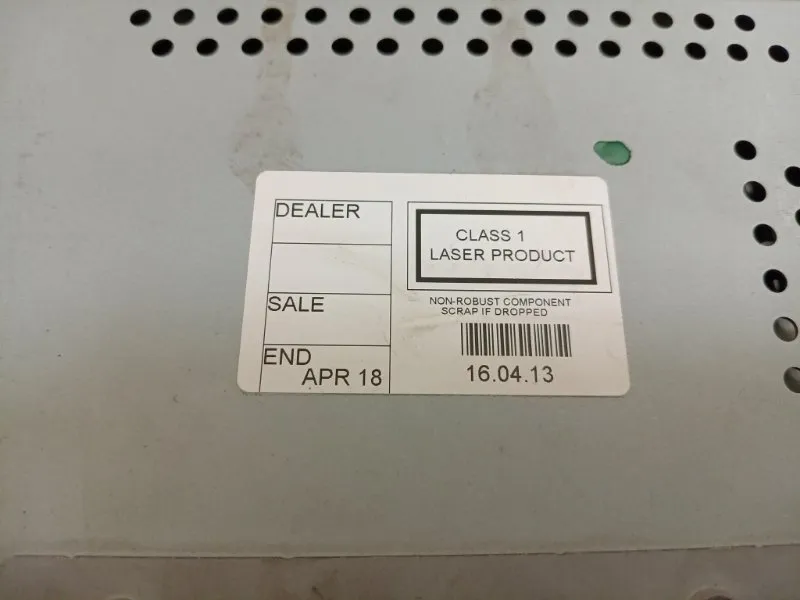 DEALER
SALE
END
APR 18
CLASS 1
LASER PRODUCT
NON-ROBUST COMPONENT
SCRAP IF DROPPED
16.04.13